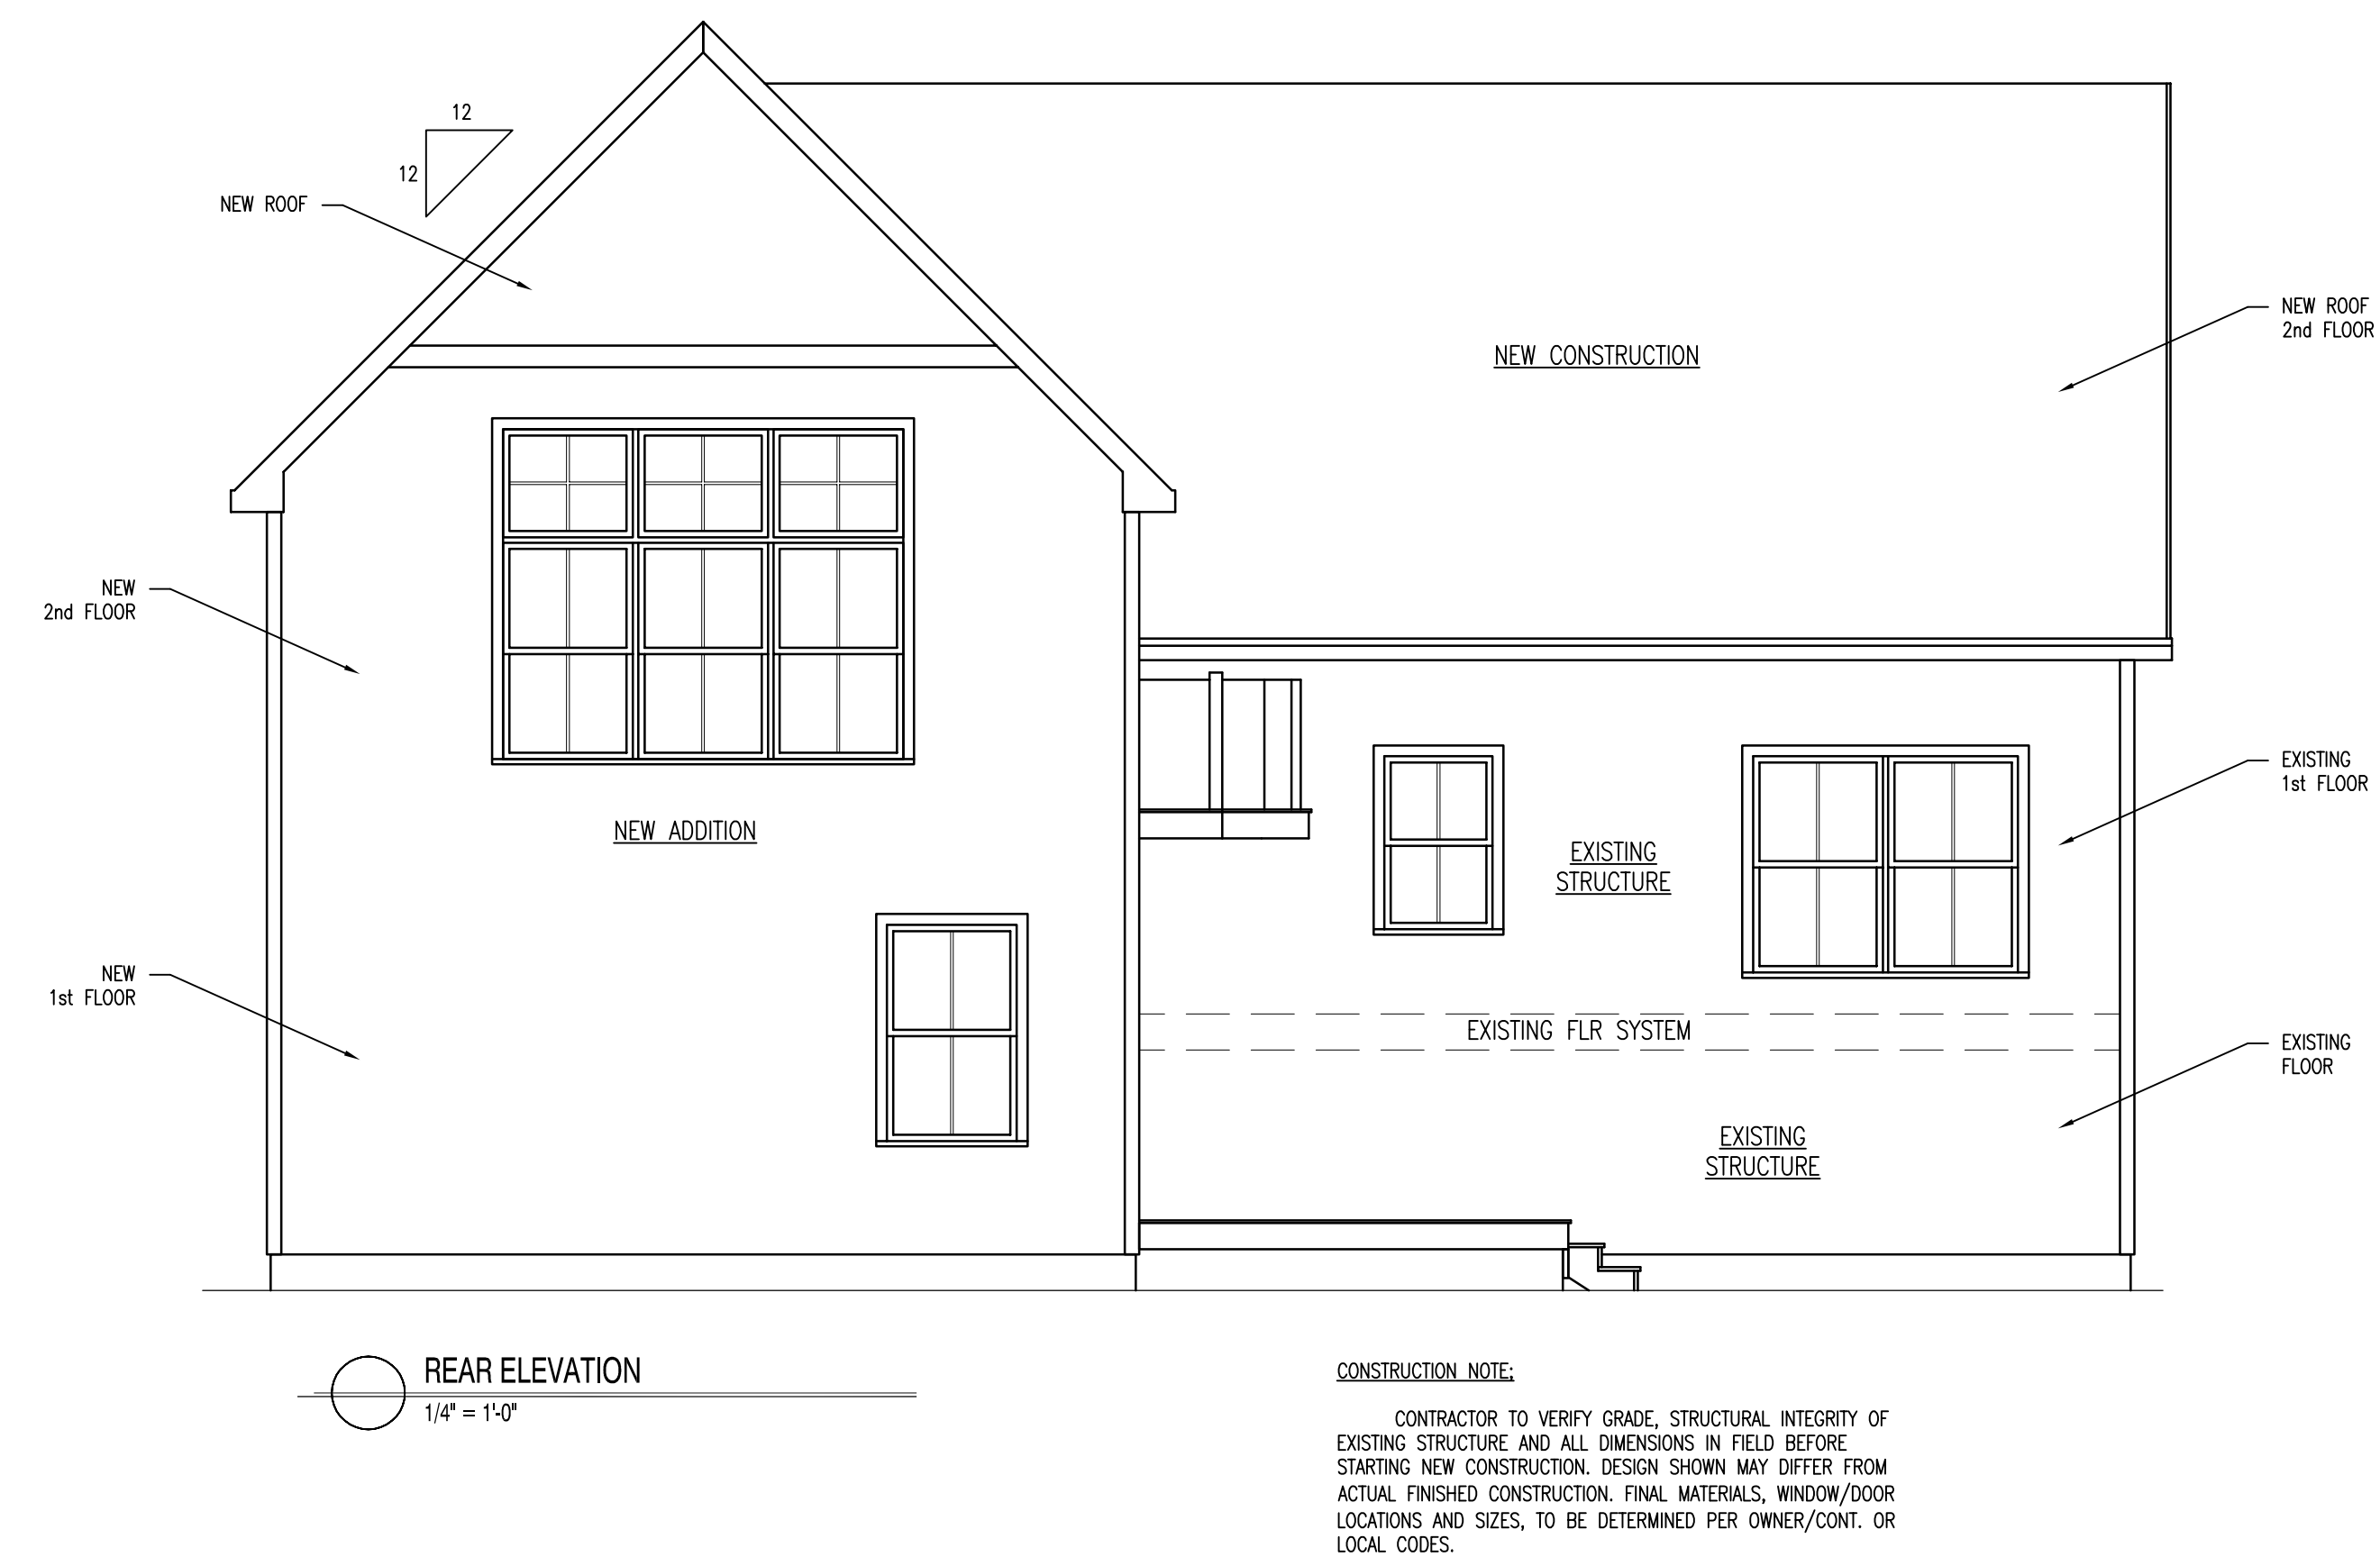 12
12
NEW ROOF
NEW ROOF
2nd FLOOR
NEW CONSTRUCTION
NEW
2nd FLOOR
EXISTING
1st FLOOR
NEW ADDITION
EXISTING
STRUCTURE
NEW
1st FLOOR
EXISTING FLR SYSTEM
EXISTING
FLOOR
EXISTING
STRUCTURE
REAR ELEVATION
1/4" = 1'-0"
CONSTRUCTION NOTE;
CONTRACTOR TO VERIFY GRADE, STRUCTURAL INTEGRITY OF
EXISTING STRUCTURE AND ALL DIMENSIONS IN FIELD BEFORE
STARTING NEW CONSTRUCTION. DESIGN SHOWN MAY DIFFER FROM
ACTUAL FINISHED CONSTRUCTION. FINAL MATERIALS, WINDOW/DOOR
LOCATIONS AND SIZES, TO BE DETERMINED PER OWNER/CONT. OR
LOCAL CODES.